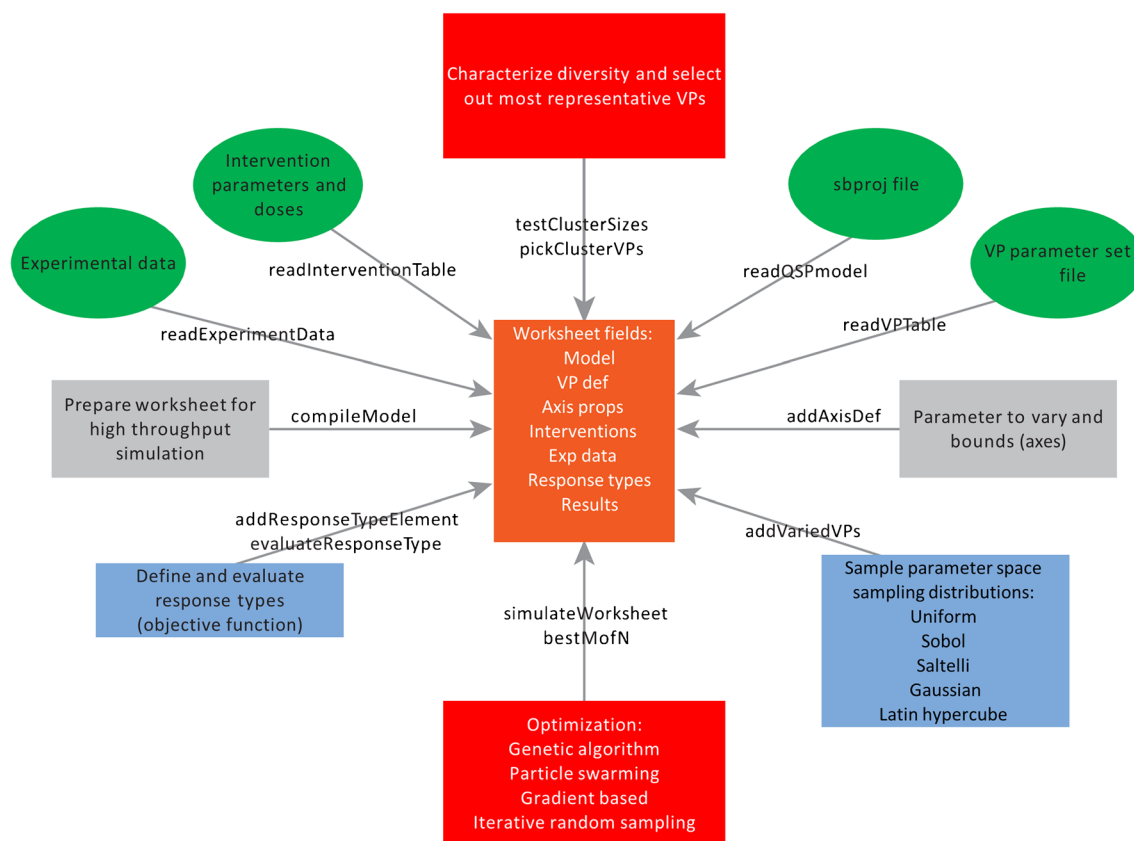 Characterize diversity and select
out most representative VPs
Intervention
parameters and
doses
sbproj file
testClusterSizes
pickClusterVPs
Experimental data
readInterventionTable
readQSPmodel
VP parameter set
file
readExperimentData
readVPTable
Worksheet fields:
Model
VP def
Axis props
Interventions
Exp data
Response types
Results
Prepare worksheet for
high throughput
simulation
compileModel
addAxisDef
Parameter to vary and
bounds (axes)
addResponseTypeElement
evaluateResponseType
addVariedVPs
Define and evaluate
response types
(objective function)
Sample parameter space
sampling distributions:
Uniform
Sobol
Saltelli
Gaussian
Latin hypercube
simulateWorksheet
bestMofN
Optimization:
Genetic algorithm
Particle swarming
Gradient based
Iterative random sampling